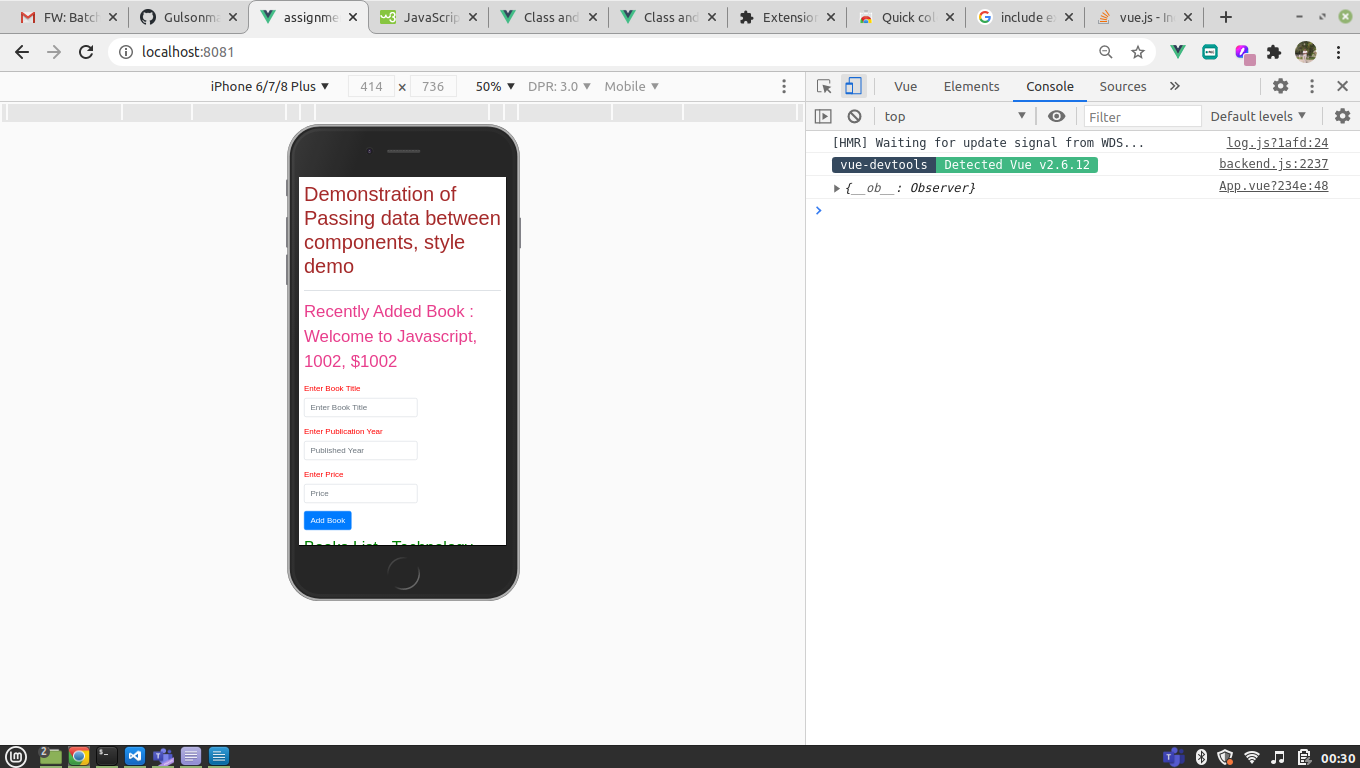 FW: Batch
Gulsonma
assignme
JavaScrip
Class and
Class and
Extension
Quick col
include e
vue.js - In
localhost:8081
iPhone 6/7/8 Plus
414 × 736
50%
DPR: 3.0
Mobile
Vue
Elements
Console
Sources
top
Filter
Default levels
[HMR] Waiting for update signal from WDS...
log.js?1afd:24
vue-devtools Detected Vue v2.6.12
backend.js:2237
{__ob__: Observer}
App.vue?234e:48
Demonstration of
Passing data between
components, style
demo
Recently Added Book :
Welcome to Javascript,
1002, $1002
Enter Book Title
Enter Book Title
Enter Publication Year
Published Year
Enter Price
Price
Add Book
Books List - Technology
2
00:30